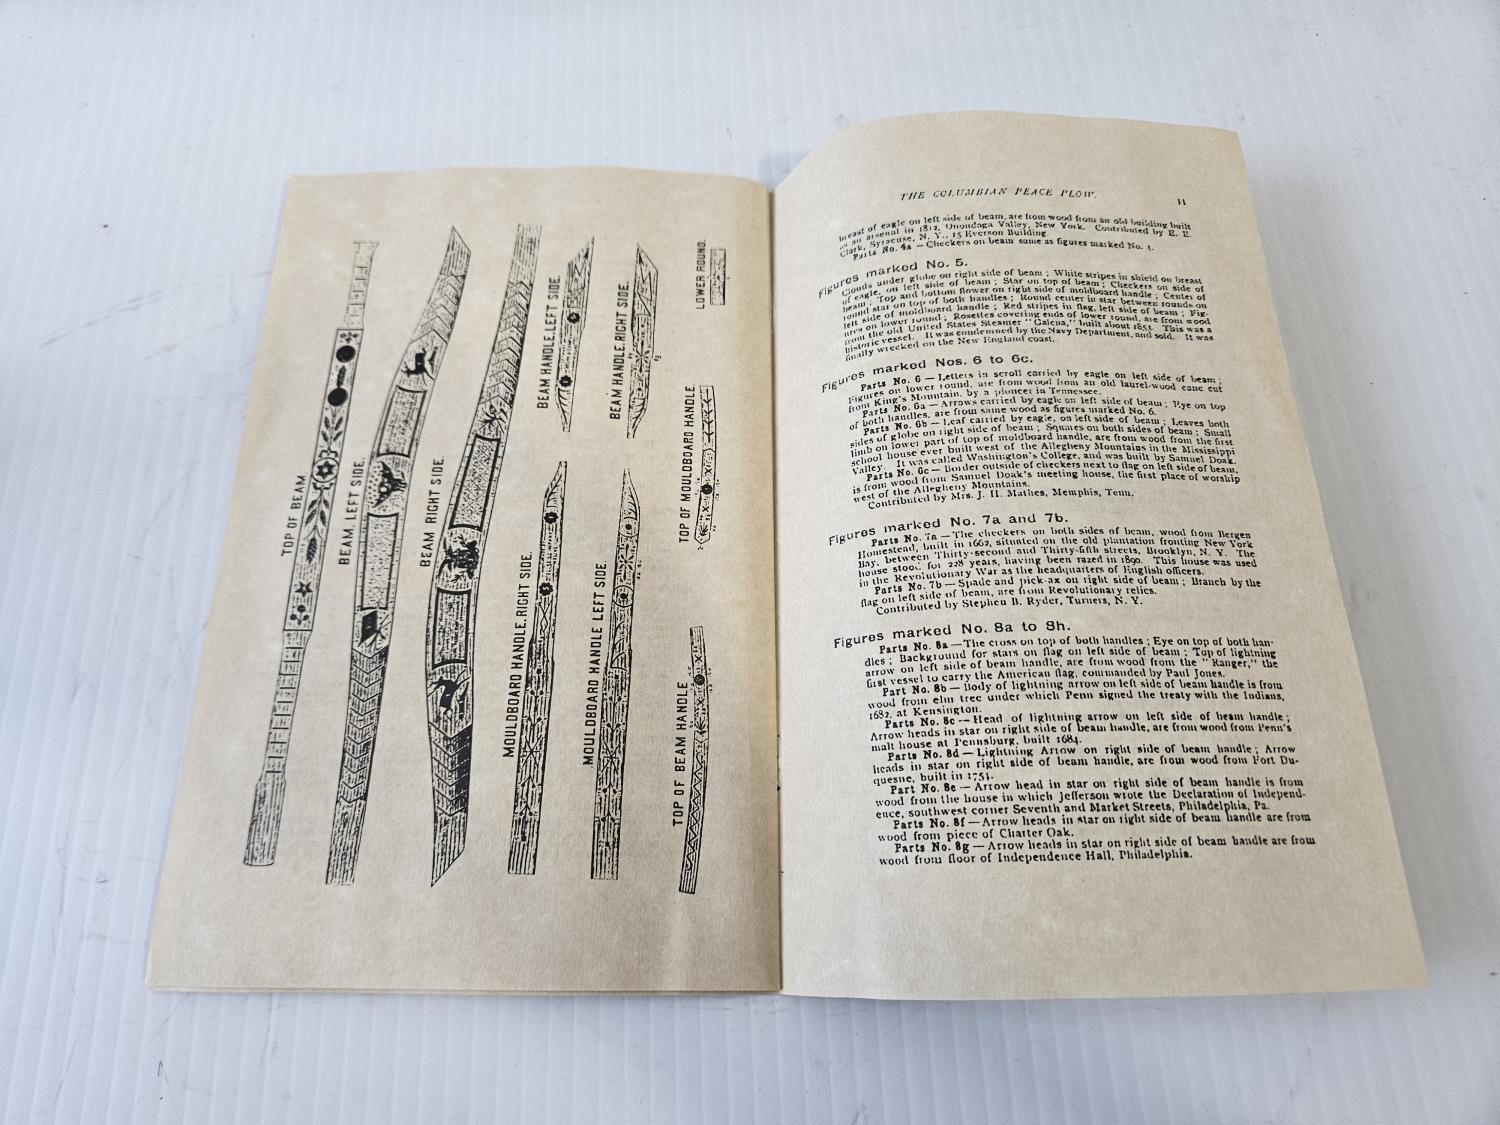 TOP OF BEAM
BEAM, LEFT SIDE.
BEAM RIGHT SIDE.
BEAM HANDLE, LEFT SIDE.
BEAM HANDLE, RIGHT SIDE.
LOWER ROUND.
MOULDBOARD HANDLE, RIGHT SIDE.
MOULDBOARD HANDLE LEFT SIDE.
TOP OF MOULDBOARD HANDLE.
TOP OF BEAM HANDLE
THE COLUMBIAN PEACE PLOW. 11
breast of eagle on left side of beam, are from wood from an old building built
as an arsenal in 1812, Onondaga Valley, New York. Contributed by E. E.
Clark, Syracuse, N. Y., 15 Everson Building.
Parts No. 4a — Checkers on beam same as figures marked No. 4.
Figures marked No. 5.
Clouds under globe on right side of beam; White stripes in shield on breast
of eagle, on left side of beam; Star on top of beam; Checkers on side of
beam; Top and bottom flower on right side of moldboard handle; Center of
round star on top of both handles; Round center in star between rounds on
left side of moldboard handle; Red stripes in flag, left side of beam; Fig-
ures on lower round; Rosettes covering ends of lower round, are from wood
from the old United States Steamer "Galena," built about 1851. This was a
historic vessel. It was condemned by the Navy Department, and sold. It was
finally wrecked on the New England coast.
Figures marked Nos. 6 to 6c.
Parts No. 6 — Letters in scroll carried by eagle on left side of beam;
Figures on lower round, are from wood from an old laurel-wood cane cut
from King's Mountain, by a pioneer in Tennessee.
Parts No. 6a — Arrows carried by eagle on left side of beam; Eye on top
of both handles, are from same wood as figures marked No. 6.
Parts No. 6b — Leaf carried by eagle, on left side of beam; Leaves both
sides of globe on right side of beam; Squares on both sides of beam; Small
limb on lower part of top of moldboard handle, are from wood from the first
school house ever built west of the Allegheny Mountains in the Mississippi
Valley. It was called Washington's College, and was built by Samuel Doak.
Parts No. 6c — Border outside of checkers next to flag on left side of beam,
is from wood from Samuel Doak's meeting house, the first place of worship
west of the Allegheny Mountains.
Contributed by Mrs. J. H. Mathes, Memphis, Tenn.
Figures marked No. 7a and 7b.
Parts No. 7a — The checkers on both sides of beam, wood from Bergen
Homestead, built in 1662, situated on the old plantation fronting New York
Bay, between Thirty-second and Thirty-fifth streets, Brooklyn, N. Y. The
house stood for 228 years, having been razed in 1890. This house was used
in the Revolutionary War as the headquarters of English officers.
Parts No. 7b — Spade and pick-ax on right side of beam; Branch by the
flag on left side of beam, are from Revolutionary relics.
Contributed by Stephen B. Ryder, Turners, N. Y.
Figures marked No. 8a to 8h.
Parts No. 8a — The cross on top of both handles; Eye on top of both han-
dles; Background for stars on flag on left side of beam; Top of lightning
arrow on left side of beam handle, are from wood from the "Ranger," the
first vessel to carry the American flag, commanded by Paul Jones.
Part No. 8b — Body of lightning arrow on left side of beam handle is from
wood from elm tree under which Penn signed the treaty with the Indians,
1682, at Kensington.
Parts No. 8c — Head of lightning arrow on left side of beam handle;
Arrow heads in star on right side of beam handle, are from wood from Penn's
malt house at Pennsburg, built 1684.
Parts No. 8d — Lightning Arrow on right side of beam handle; Arrow
heads in star on right side of beam handle, are from wood from Fort Du-
quesne, built in 1754.
Part No. 8e — Arrow head in star on right side of beam handle is from
wood from the house in which Jefferson wrote the Declaration of Independ-
ence, southwest corner Seventh and Market Streets, Philadelphia, Pa.
Parts No. 8f — Arrow heads in star on right side of beam handle are from
wood from piece of Charter Oak.
Parts No. 8g — Arrow heads in star on right side of beam handle are from
wood from floor of Independence Hall, Philadelphia.